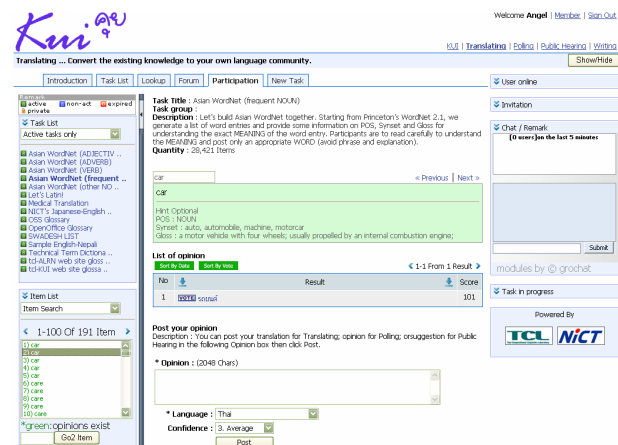 Kui คุย
Welcome Angel | Member | Sign Out
KUI | Translating | Polling | Public Hearing | Writing
Translating ... Convert the existing knowledge to your own language community.
Show/Hide
Introduction Task List Lookup Forum Participation New Task
active non-act expired
private
Task List
Active tasks only
Asian WordNet (ADJECTIV ..
Asian WordNet (ADVERB)
Asian WordNet (VERB)
Asian WordNet (frequent ..
Asian WordNet (other NO ..
Let's Latin!
Medical Translation
NICT's Japanese-English ..
OSS Glossary
OpenOffice Glossary
SWADESH LIST
Sample English-Nepali
Technical Term Dictiona ..
tcl-ALRN web site gloss ..
tcl-KUI web site glossa ..
Item List
Item Search
1-100 Of 191 Item
1) car
2) car
3) car
4) car
5) car
6) care
7) care
8) care
9) care
10) care
*green:opinions exist
Go2 Item
Task Title : Asian WordNet (frequent NOUN)
Task group :
Description : Let's build Asian WordNet together. Starting from Princeton's WordNet 2.1, we
generate a list of word entries and provide some information on POS, Synset and Gloss for
understanding the exact MEANING of the word entry. Participants are to read carefully to understand
the MEANING and post only an appropriate WORD (avoid phrase and explanation).
Quantity : 28,421 Items
car
« Previous | Next »
car
Hint Optional
POS : NOUN
Synset : auto, automobile, machine, motorcar
Gloss : a motor vehicle with four wheels; usually propelled by an internal combustion engine;
List of opinion
Sort By Date Sort By Vote
1-1 From 1 Result
No Result Score
1 VOTE รถยนต์ 101
Post your opinion
Description : You can post your translation for Translating; opinion for Polling; orsuggestion for Public
Hearing in the following Opinion box then click Post.
* Opinion : (2048 Chars)
* Language : Thai
Confidence : 3. Average
Post
User online
Invitation
Chat / Remark
[0 users]on the last 5 minutes
Submit
modules by © grochat
Task in progress
Powered By
TCL NiCT